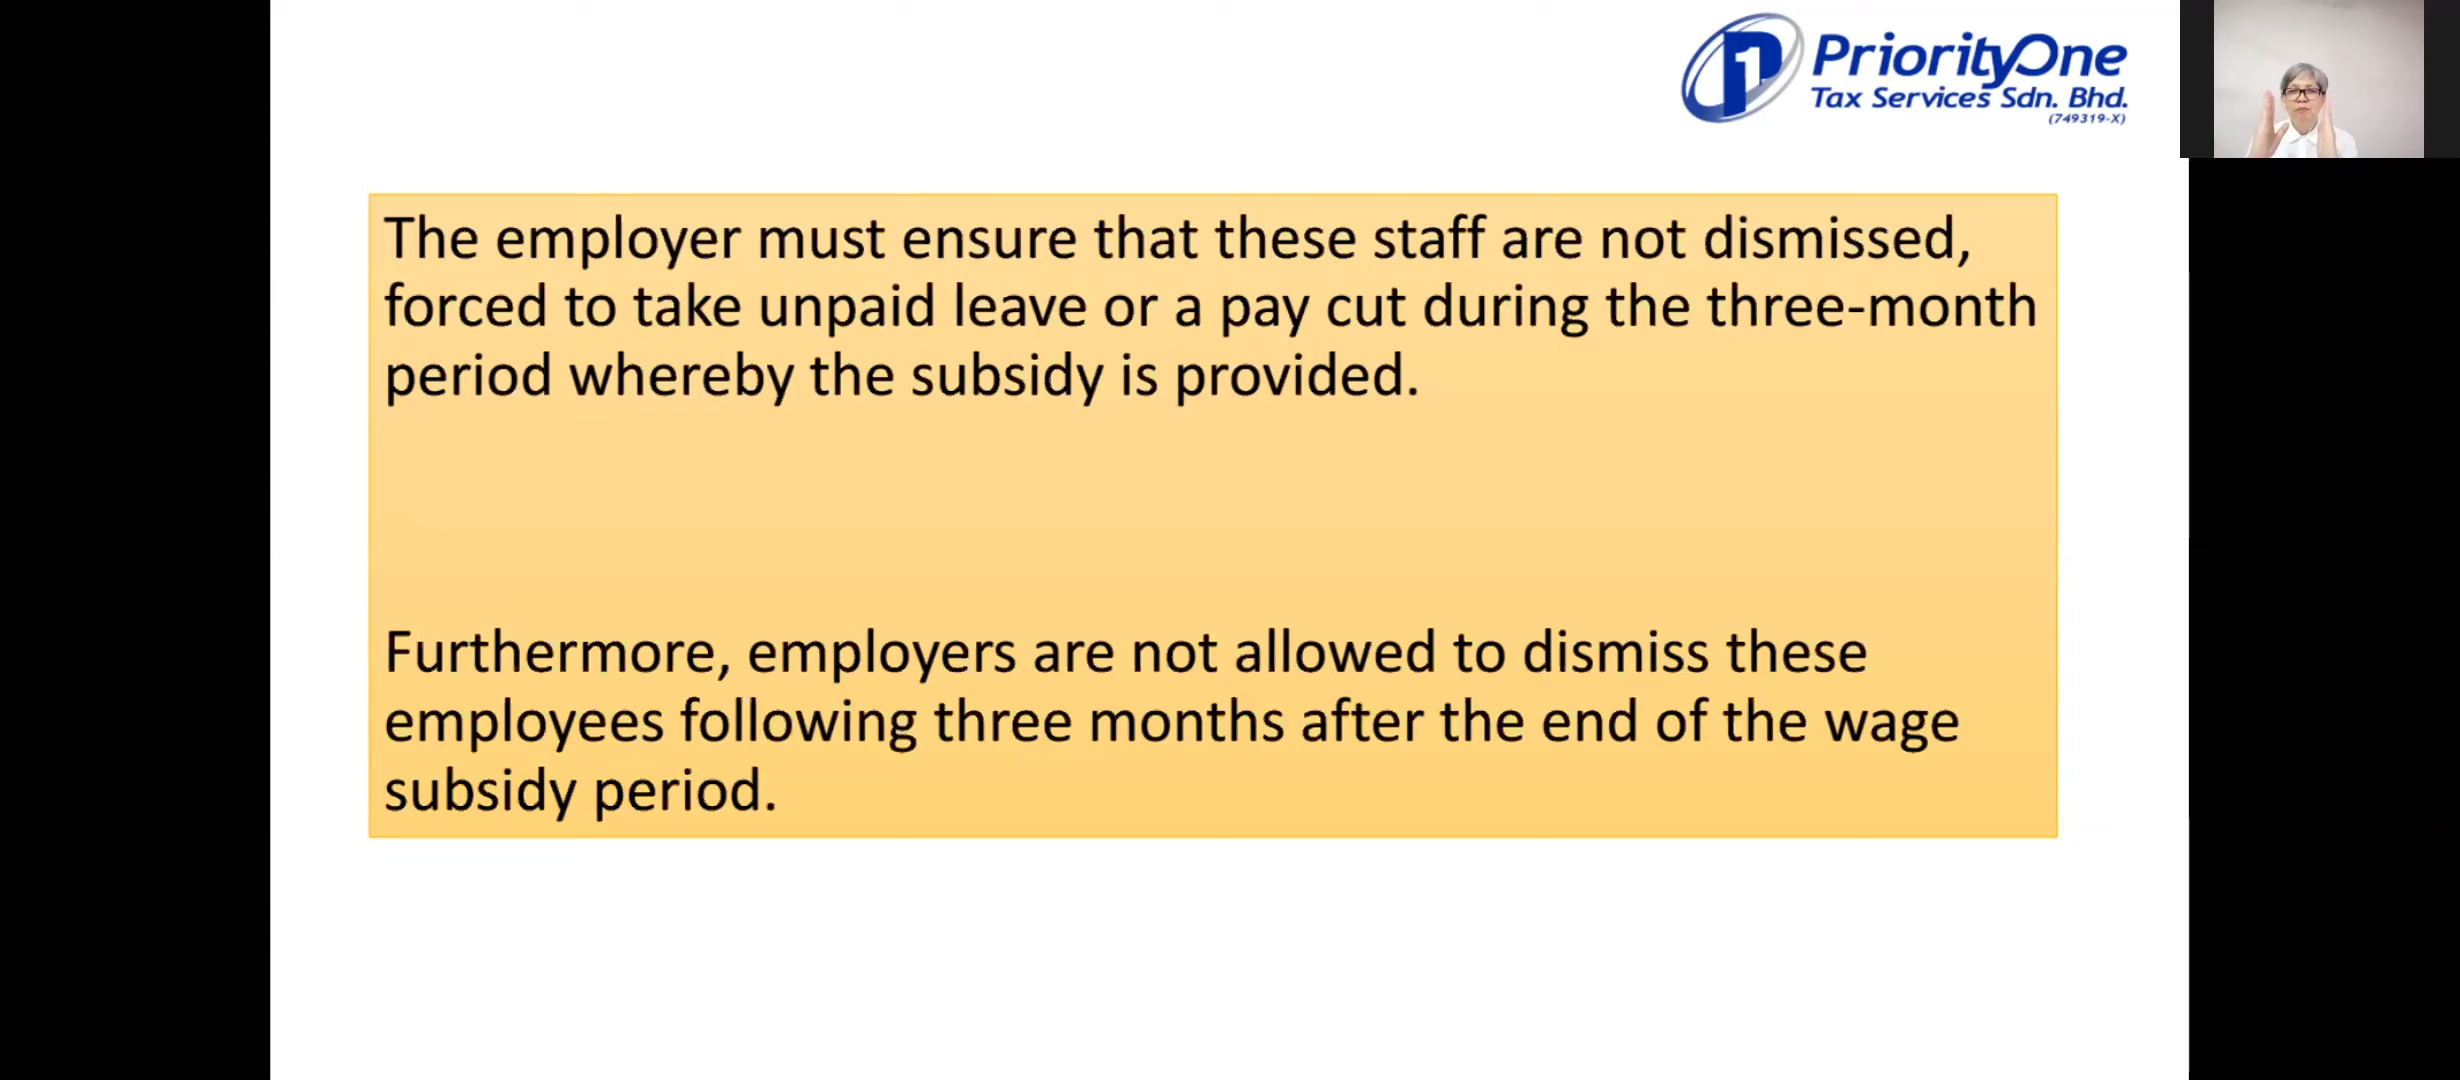 PriorityOne
Tax Services Sdn. Bhd.
(749319-X)
The employer must ensure that these staff are not dismissed,
forced to take unpaid leave or a pay cut during the three-month
period whereby the subsidy is provided.
Furthermore, employers are not allowed to dismiss these
employees following three months after the end of the wage
subsidy period.